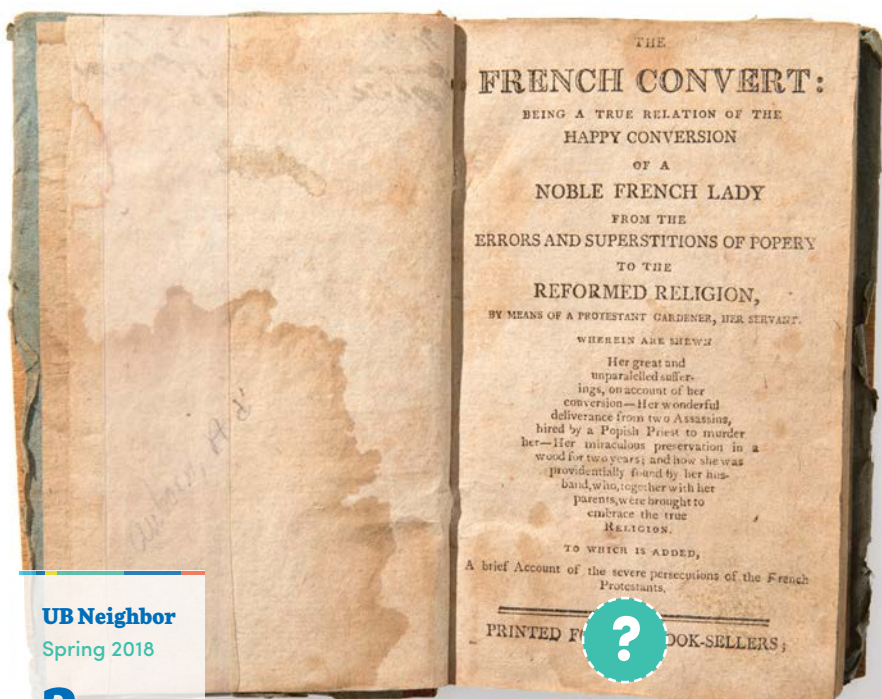 THE
FRENCH CONVERT:
BEING A TRUE RELATION OF THE
HAPPY CONVERSION
OF A
NOBLE FRENCH LADY
FROM THE
ERRORS AND SUPERSTITIONS OF POPERY
TO THE
REFORMED RELIGION,
BY MEANS OF A PROTESTANT GARDENER, HER SERVANT.
WHEREIN ARE SHEWN
Her great and
unparalelled suffer-
ings, on account of her
conversion—Her wonderful
deliverance from two Assassins,
hired by a Popish Priest to murder
her—Her miraculous preservation in a
wood for two years; and how she was
providentially found by her hus-
band, who, together with her
parents, were brought to
embrace the true
RELIGION.
TO WHICH IS ADDED,
A brief Account of the severe persecutions of the French
Protestants.
PRINTED F ? OOK-SELLERS;
UB Neighbor
Spring 2018